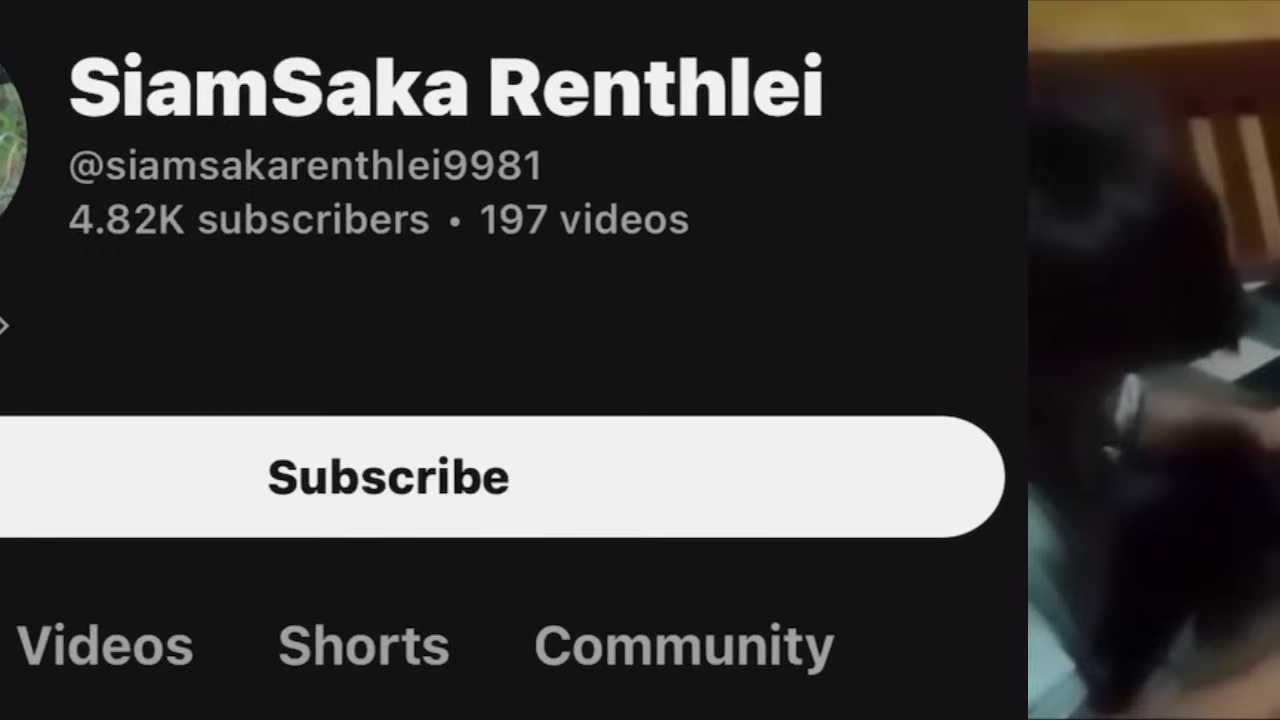 SiamSaka Renthlei
@siamsakarenthlei9981
4.82K subscribers • 197 videos
Subscribe
Videos Shorts Community